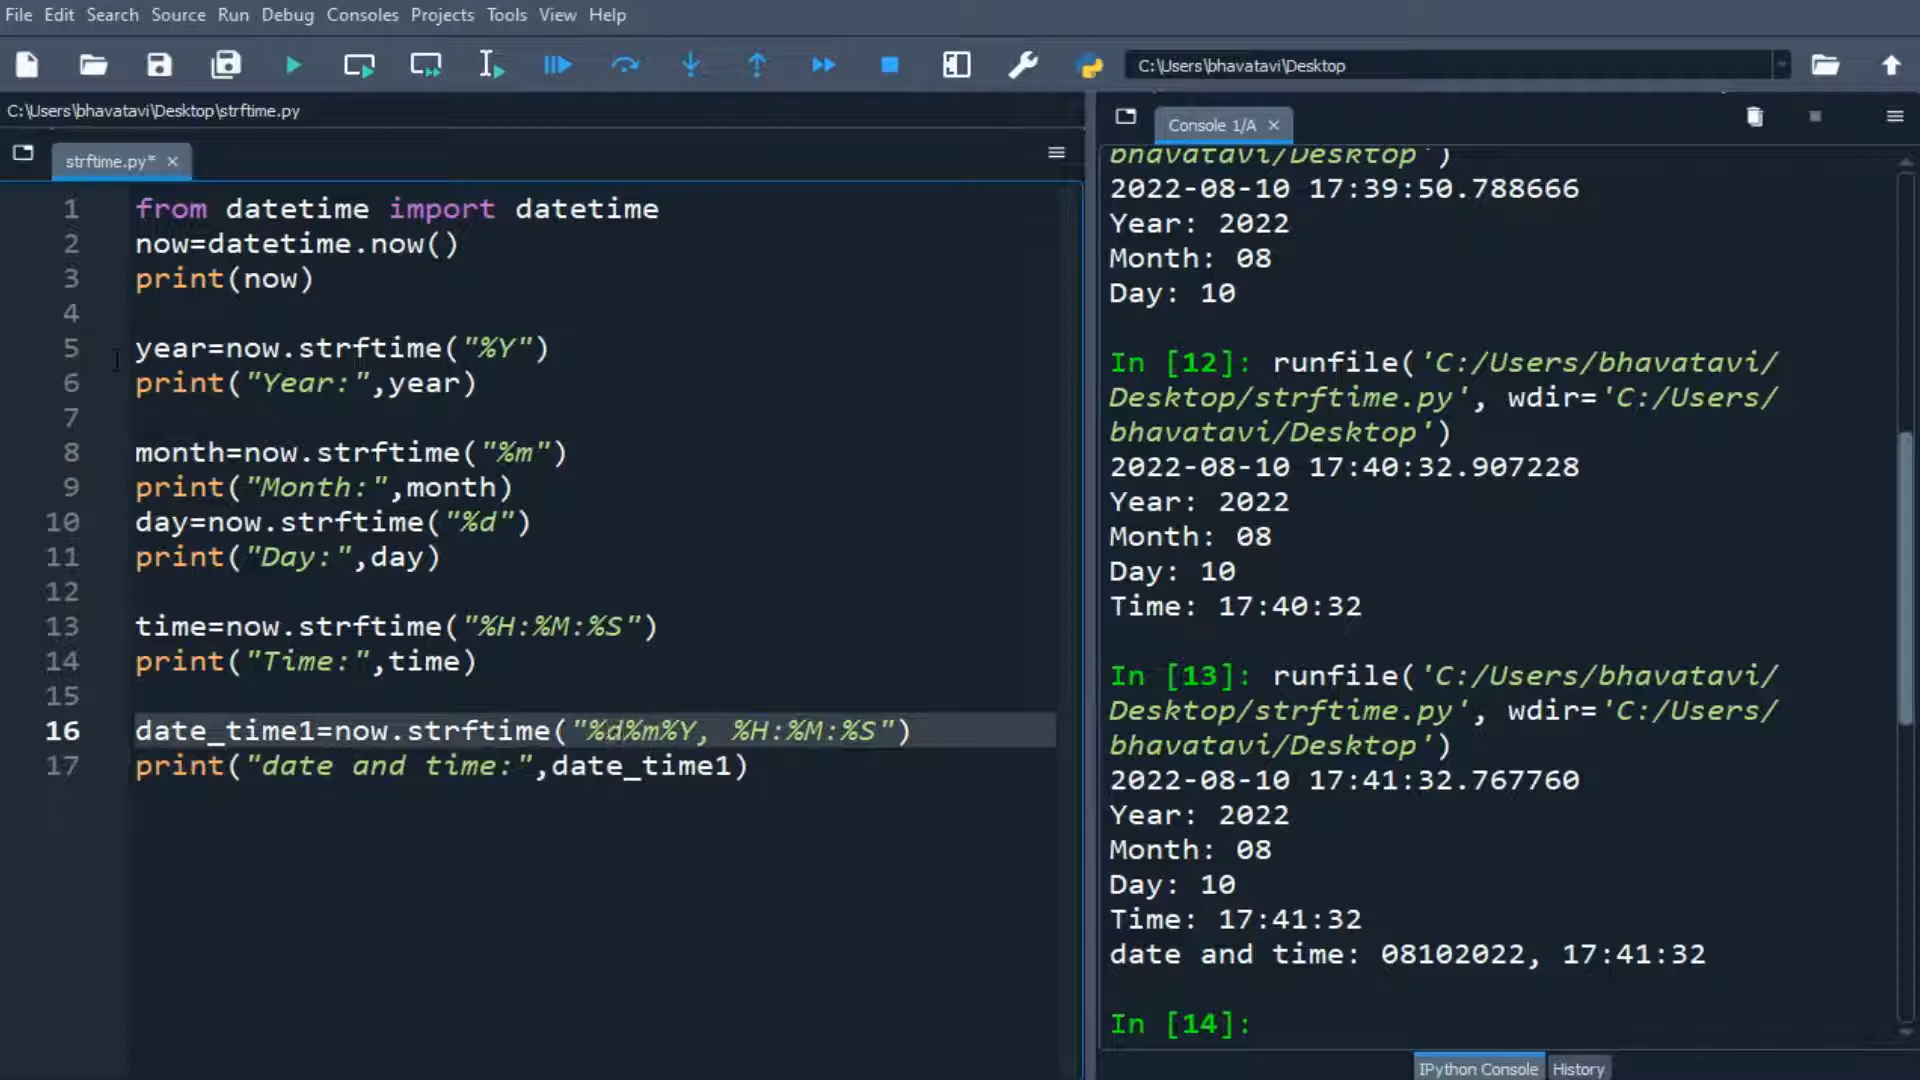 File Edit Search Source Run Debug Consoles Projects Tools View Help
C:\Users\bhavatavi\Desktop
C:\Users\bhavatavi\Desktop\strftime.py
strftime.py*
1 from datetime import datetime
2 now=datetime.now()
3 print(now)
4
5 year=now.strftime("%Y")
6 print("Year:",year)
7
8 month=now.strftime("%m")
9 print("Month:",month)
10 day=now.strftime("%d")
11 print("Day:",day)
12
13 time=now.strftime("%H:%M:%S")
14 print("Time:",time)
15
16 date_time1=now.strftime("%d%m%Y, %H:%M:%S")
17 print("date and time:",date_time1)
Console 1/A
bhavatavi/Desktop')
2022-08-10 17:39:50.788666
Year: 2022
Month: 08
Day: 10
In [12]: runfile('C:/Users/bhavatavi/
Desktop/strftime.py', wdir='C:/Users/
bhavatavi/Desktop')
2022-08-10 17:40:32.907228
Year: 2022
Month: 08
Day: 10
Time: 17:40:32
In [13]: runfile('C:/Users/bhavatavi/
Desktop/strftime.py', wdir='C:/Users/
bhavatavi/Desktop')
2022-08-10 17:41:32.767760
Year: 2022
Month: 08
Day: 10
Time: 17:41:32
date and time: 08102022, 17:41:32
In [14]:
IPython Console History